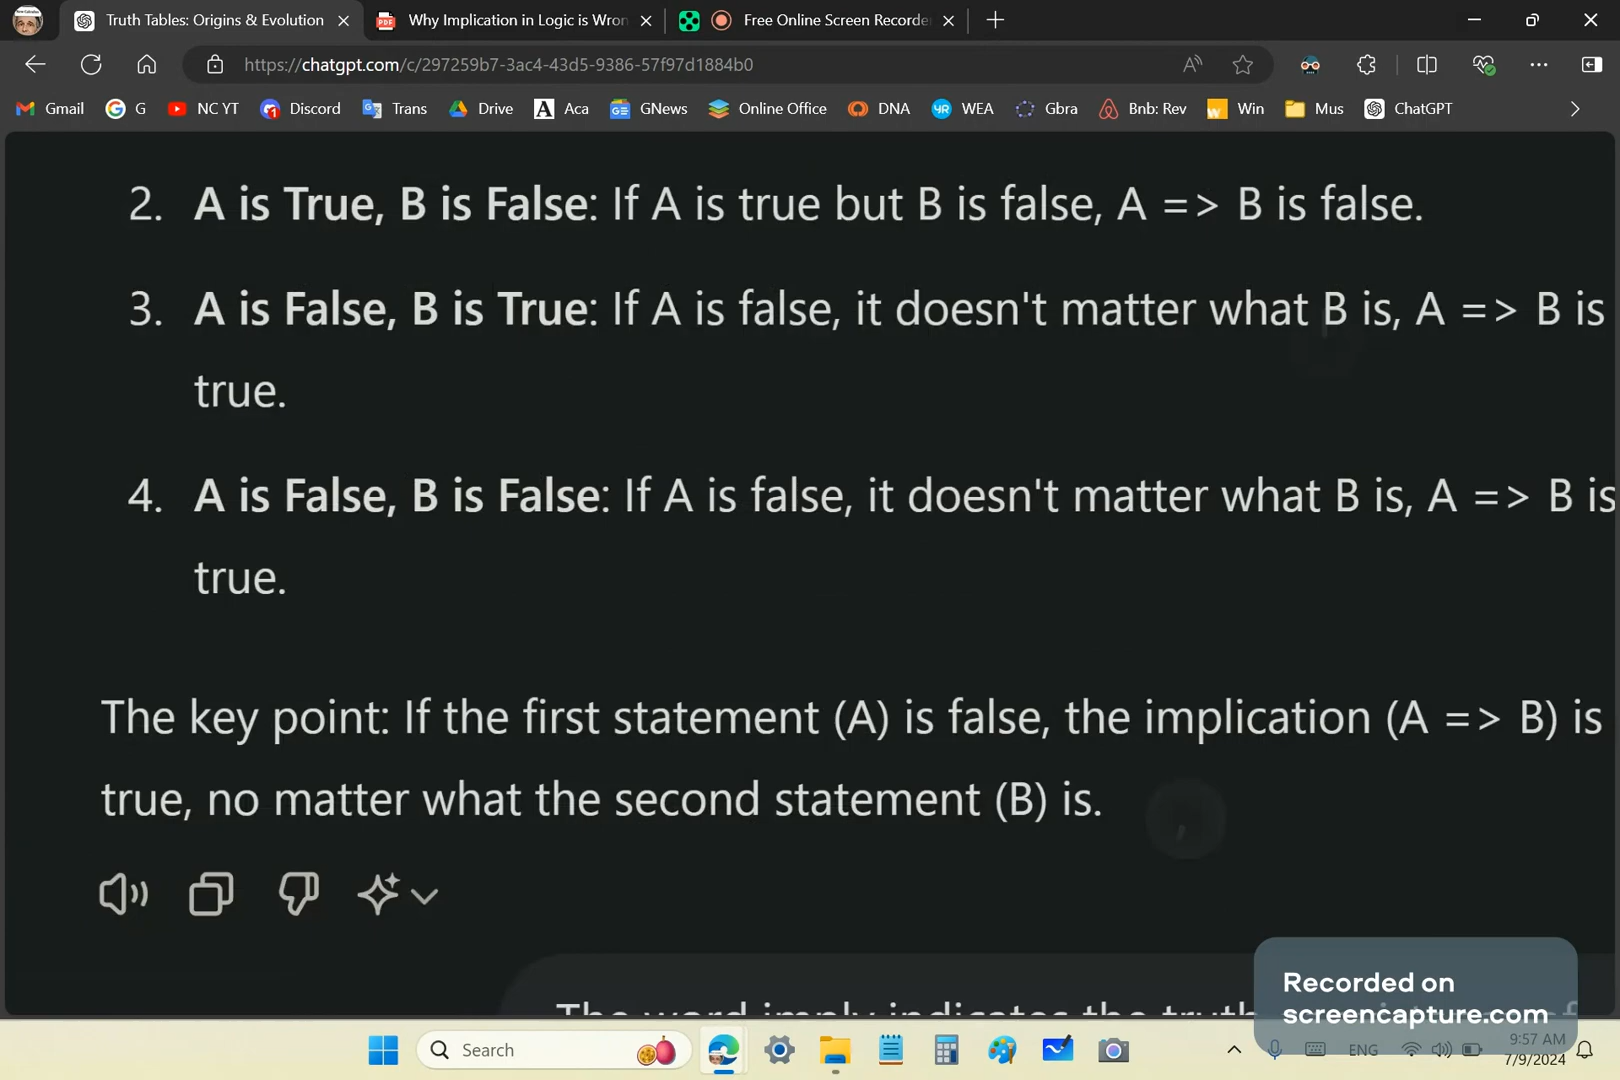 Truth Tables: Origins & Evolution
Why Implication in Logic is Wron
Free Online Screen Recorde
https://chatgpt.com/c/297259b7-3ac4-43d5-9386-57f97d1884b0
Gmail G NC YT Discord Trans Drive Aca GNews Online Office DNA WEA Gbra Bnb: Rev Win Mus ChatGPT
2. A is True, B is False: If A is true but B is false, A => B is false.
3. A is False, B is True: If A is false, it doesn't matter what B is, A => B is
true.
4. A is False, B is False: If A is false, it doesn't matter what B is, A => B is
true.
The key point: If the first statement (A) is false, the implication (A => B) is
true, no matter what the second statement (B) is.
The word imply indicates the truth
Recorded on
screencapture.com
Search
ENG
9:57 AM
7/9/2024